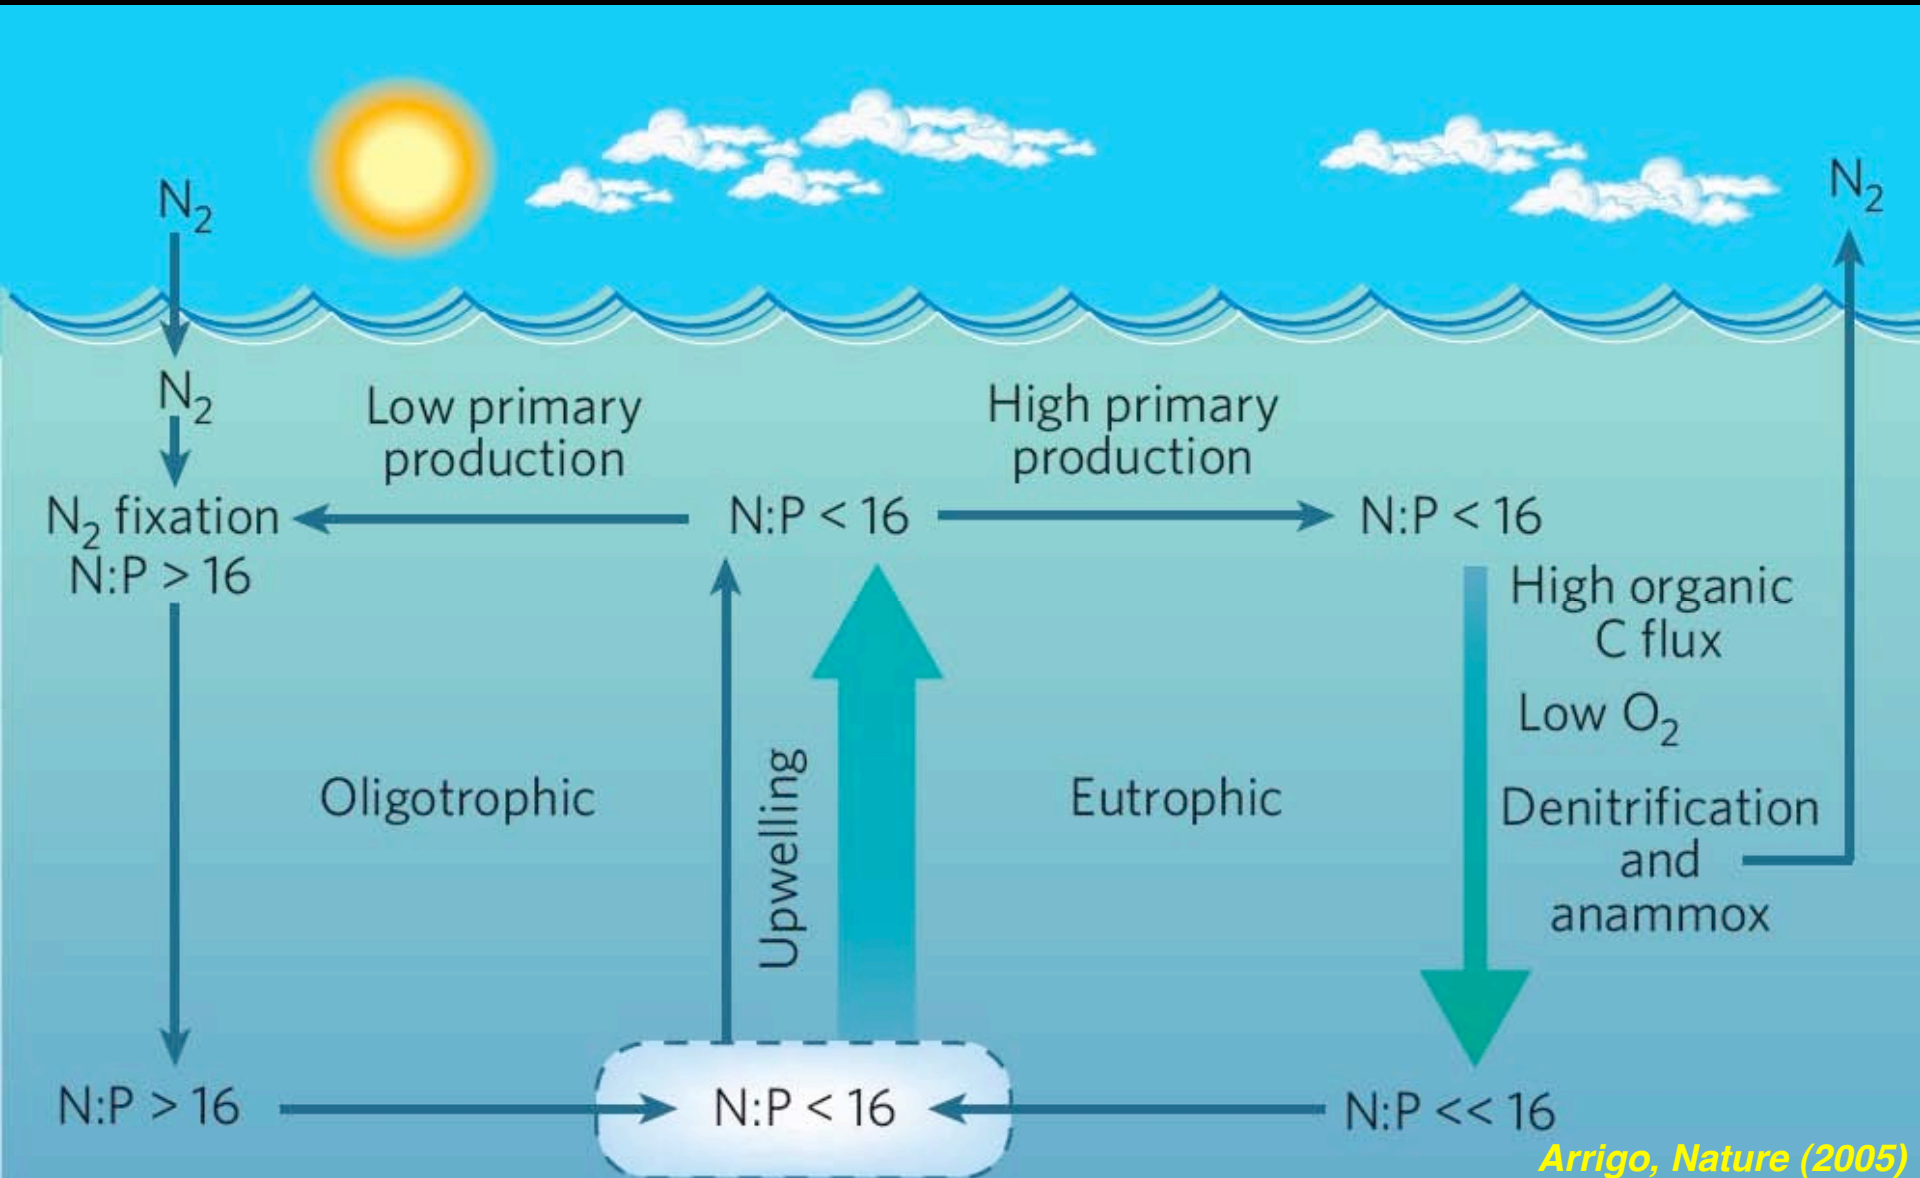 N₂
N₂
N₂
Low primary
production
High primary
production
N₂ fixation
N:P > 16
N:P < 16
N:P < 16
High organic
C flux
Low O₂
Oligotrophic
Upwelling
Eutrophic
Denitrification
and
anammox
N:P > 16
N:P < 16
N:P << 16
Arrigo, Nature (2005)